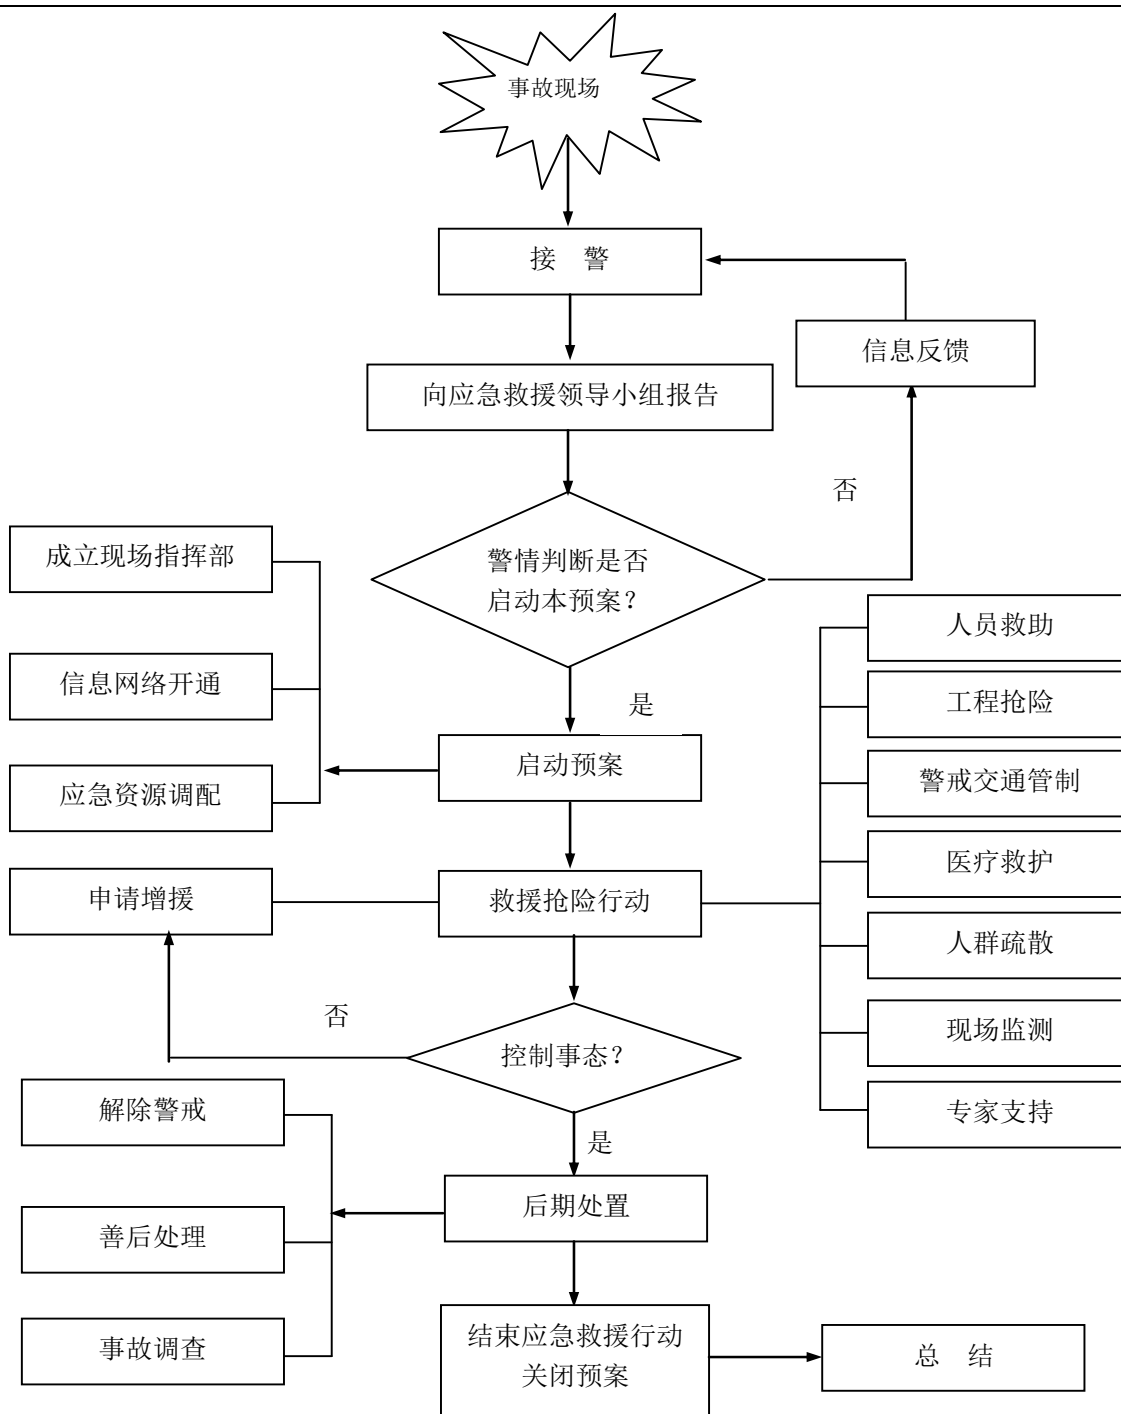 事故现场
接 警
信息反馈
向应急救援领导小组报告
否
成立现场指挥部
警情判断是否
启动本预案?
人员救助
信息网络开通
工程抢险
是
启动预案
警戒交通管制
应急资源调配
医疗救护
申请增援
救援抢险行动
人群疏散
否
现场监测
控制事态?
解除警戒
专家支持
是
后期处置
善后处理
事故调查
结束应急救援行动
关闭预案
总 结